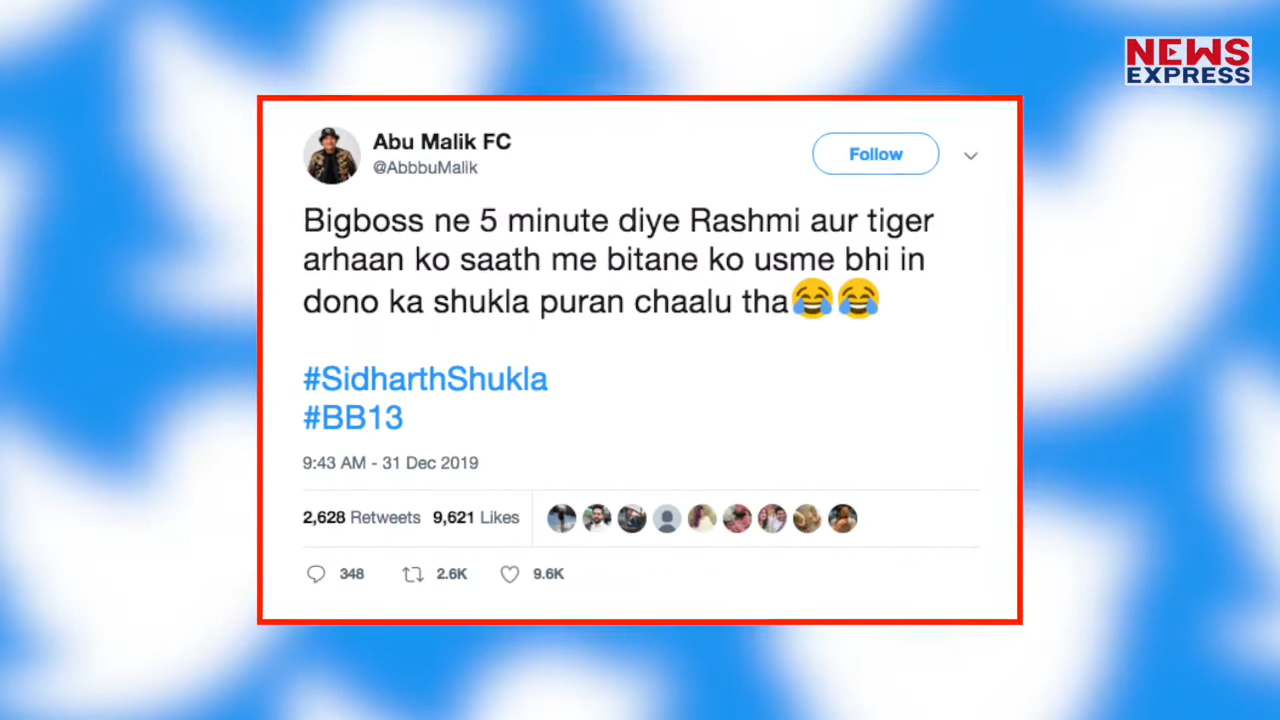 NEWS
EXPRESS
Abu Malik FC
@AbbbuMalik
Follow
Bigboss ne 5 minute diye Rashmi aur tiger
arhaan ko saath me bitane ko usme bhi in
dono ka shukla puran chaalu tha😂😂
#SidharthShukla
#BB13
9:43 AM - 31 Dec 2019
2,628 Retweets 9,621 Likes
348 2.6K 9.6K